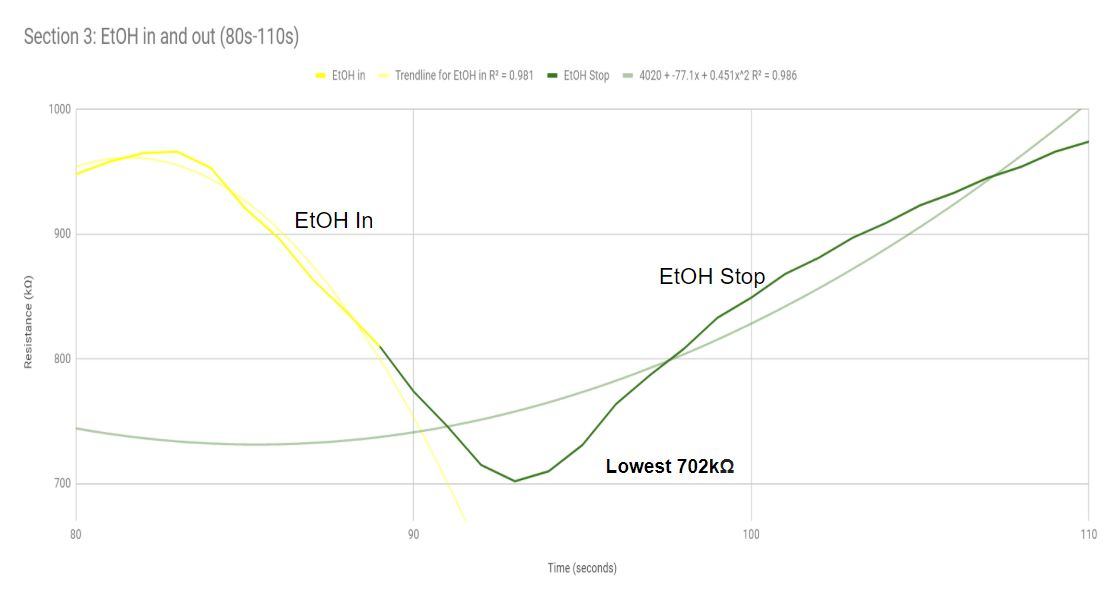 Section 3: EtOH in and out (80s-110s)
EtOH in Trendline for EtOH in R² = 0.981 EtOH Stop 4020 + -77.1x + 0.451x^2 R² = 0.986
1000
900
800
700
Resistance (kΩ)
EtOH In
EtOH Stop
Lowest 702kΩ
80 90 100 110
Time (seconds)